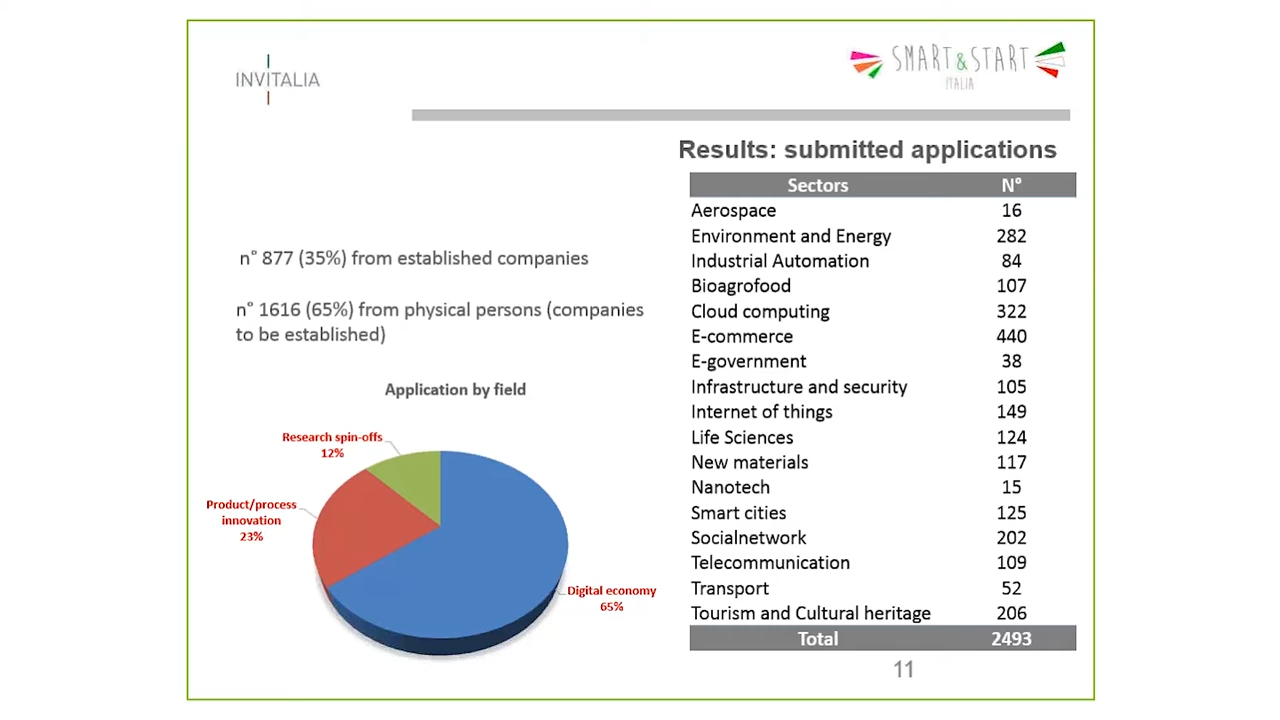 INVITALIA
SMART&START
ITALIA
Results: submitted applications
n° 877 (35%) from established companies
n° 1616 (65%) from physical persons (companies
to be established)
Application by field
Research spin-offs
12%
Product/process
innovation
23%
Digital economy
65%
Sectors N°
Aerospace 16
Environment and Energy 282
Industrial Automation 84
Bioagrofood 107
Cloud computing 322
E-commerce 440
E-government 38
Infrastructure and security 105
Internet of things 149
Life Sciences 124
New materials 117
Nanotech 15
Smart cities 125
Socialnetwork 202
Telecommunication 109
Transport 52
Tourism and Cultural heritage 206
Total 2493
11